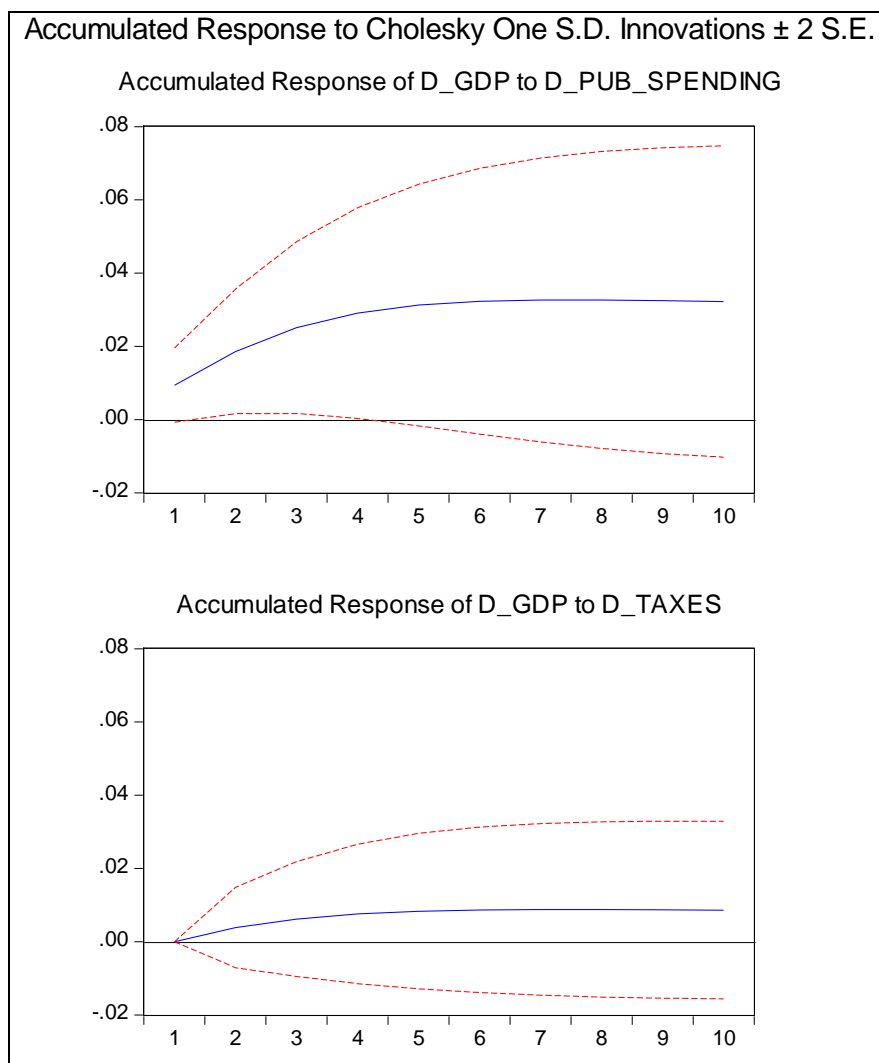 Accumulated Response to Cholesky One S.D. Innovations ± 2 S.E.
Accumulated Response of D_GDP to D_PUB_SPENDING
.08
.06
.04
.02
.00
-.02
1 2 3 4 5 6 7 8 9 10
Accumulated Response of D_GDP to D_TAXES
.08
.06
.04
.02
.00
-.02
1 2 3 4 5 6 7 8 9 10